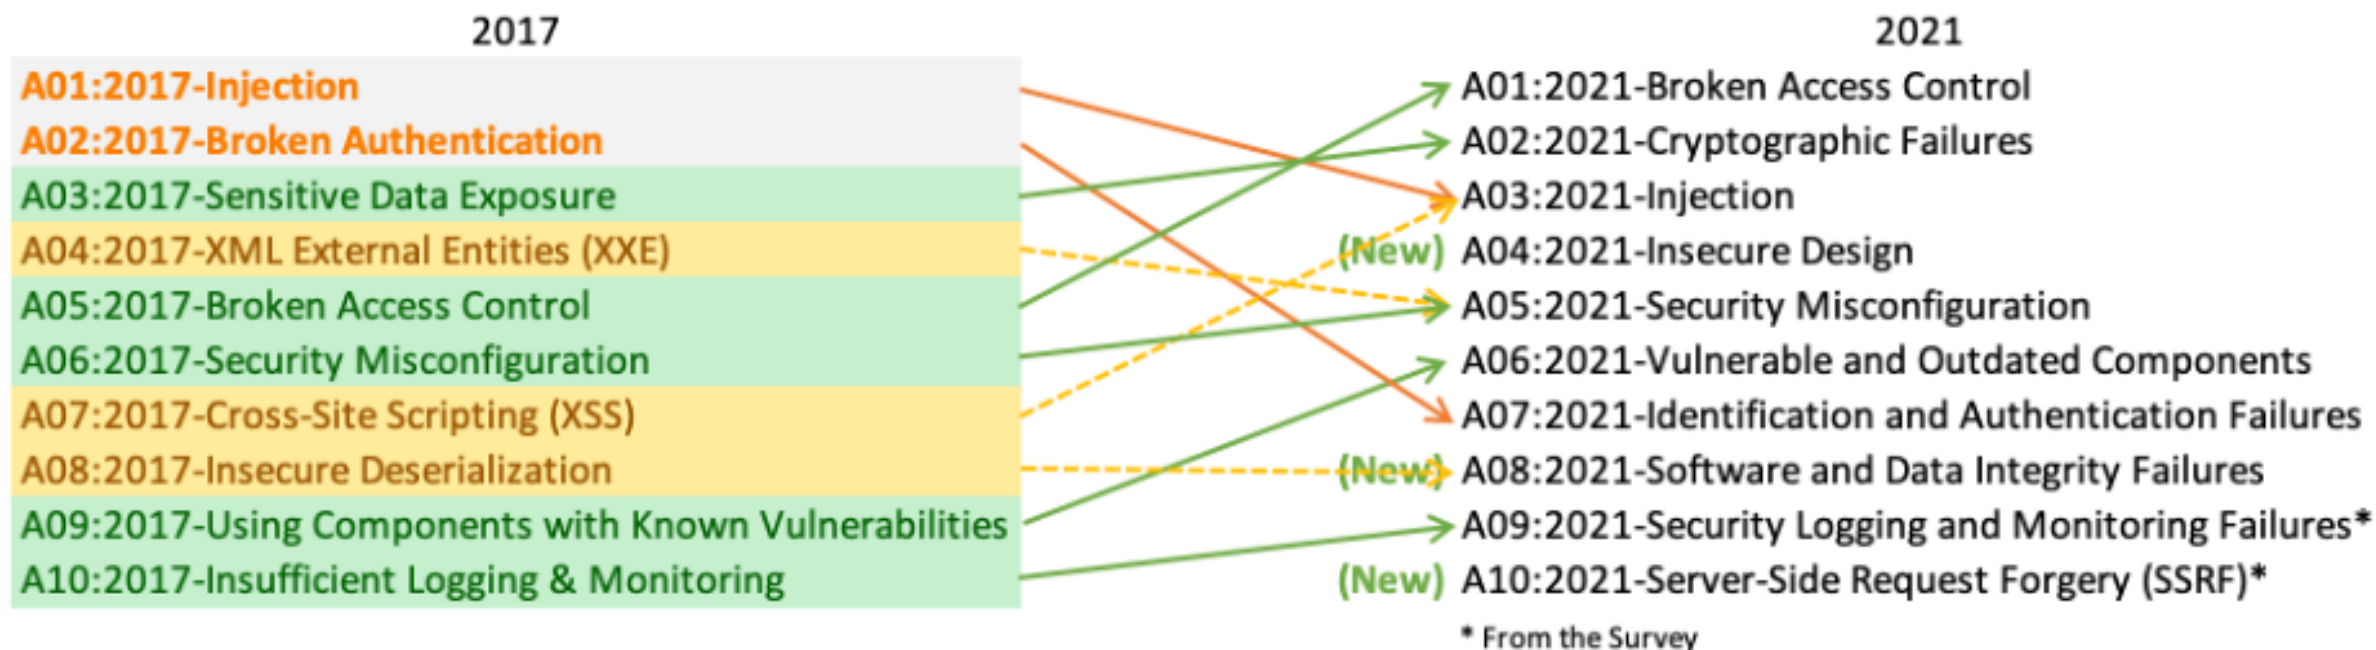 2017
A01:2017-Injection
A02:2017-Broken Authentication
A03:2017-Sensitive Data Exposure
A04:2017-XML External Entities (XXE)
A05:2017-Broken Access Control
A06:2017-Security Misconfiguration
A07:2017-Cross-Site Scripting (XSS)
A08:2017-Insecure Deserialization
A09:2017-Using Components with Known Vulnerabilities
A10:2017-Insufficient Logging & Monitoring
2021
A01:2021-Broken Access Control
A02:2021-Cryptographic Failures
A03:2021-Injection
(New) A04:2021-Insecure Design
A05:2021-Security Misconfiguration
A06:2021-Vulnerable and Outdated Components
A07:2021-Identification and Authentication Failures
(New) A08:2021-Software and Data Integrity Failures
A09:2021-Security Logging and Monitoring Failures*
(New) A10:2021-Server-Side Request Forgery (SSRF)*
* From the Survey